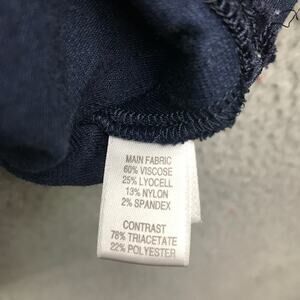 MAIN FABRIC
60% VISCOSE
25% LYOCELL
13% NYLON
2% SPANDEX
CONTRAST
78% TRIACETATE
22% POLYESTER